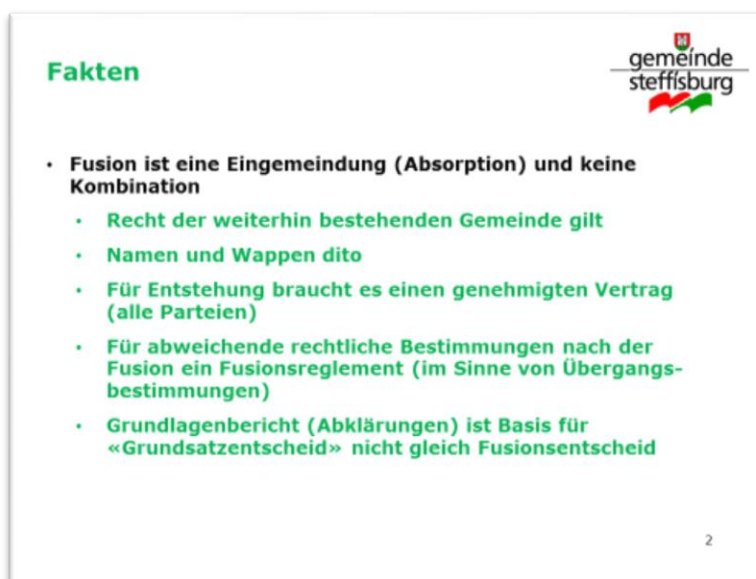 Fakten
gemeinde
steffisburg
• Fusion ist eine Eingemeindung (Absorption) und keine
Kombination
• Recht der weiterhin bestehenden Gemeinde gilt
• Namen und Wappen dito
• Für Entstehung braucht es einen genehmigten Vertrag
(alle Parteien)
• Für abweichende rechtliche Bestimmungen nach der
Fusion ein Fusionsreglement (im Sinne von Übergangs-
bestimmungen)
• Grundlagenbericht (Abklärungen) ist Basis für
«Grundsatzentscheid» nicht gleich Fusionsentscheid
2